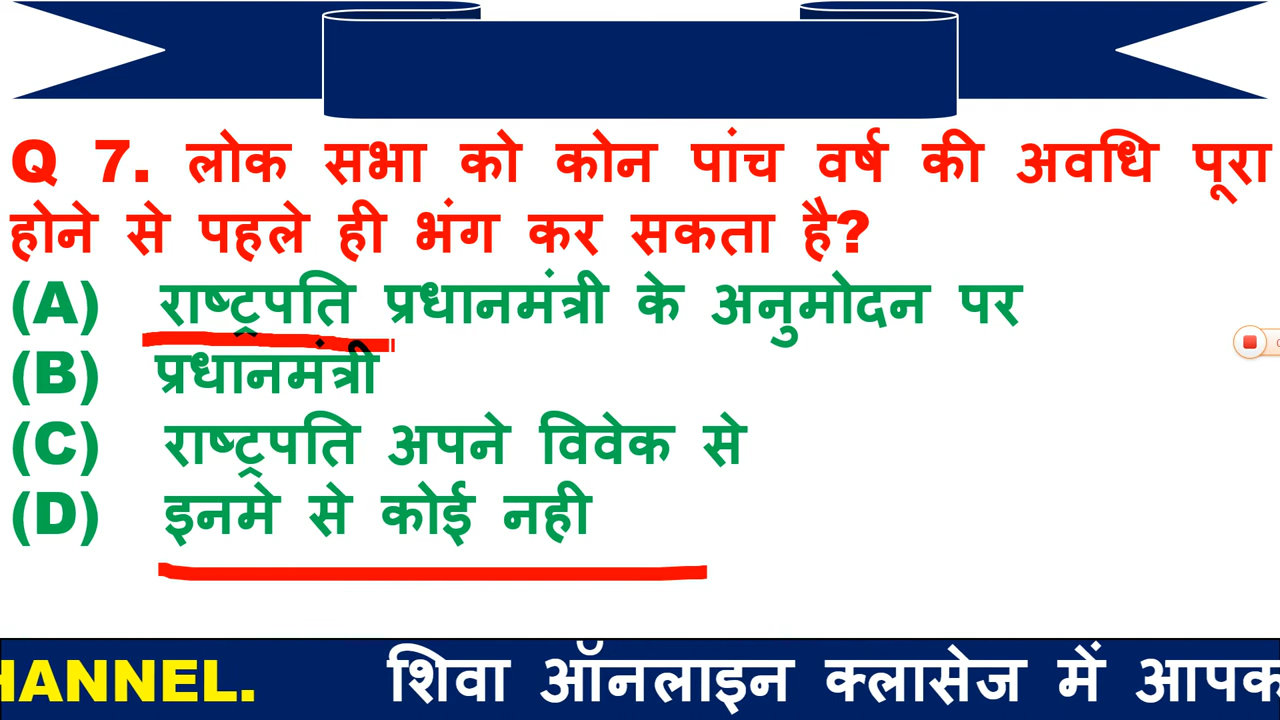 Q 7. लोक सभा को कोन पांच वर्ष की अवधि पूरा
होने से पहले ही भंग कर सकता है?
(A) राष्ट्रपति प्रधानमंत्री के अनुमोदन पर
(B) प्रधानमंत्री
(C) राष्ट्रपति अपने विवेक से
(D) इनमे से कोई नही
HANNEL. शिवा ऑनलाइन क्लासेज में आपक